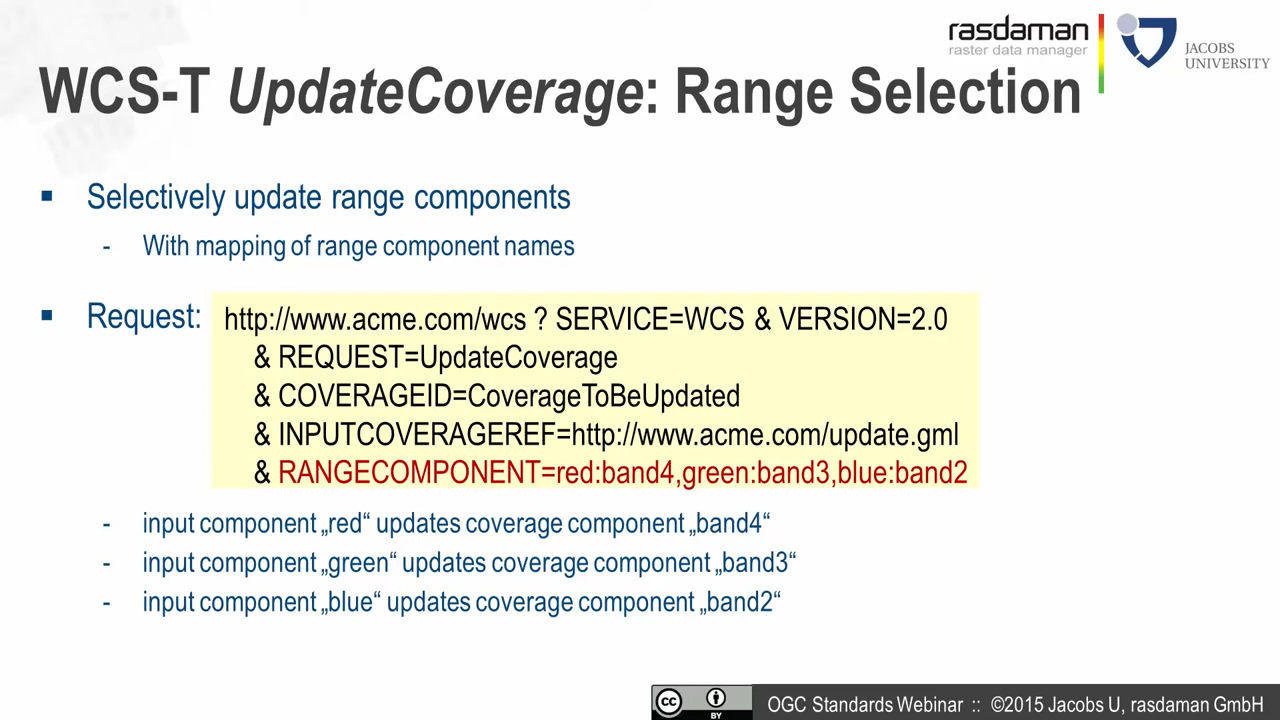 rasdaman
raster data manager
JACOBS
UNIVERSITY
WCS-T UpdateCoverage: Range Selection
▪ Selectively update range components
- With mapping of range component names
▪ Request: http://www.acme.com/wcs ? SERVICE=WCS & VERSION=2.0
& REQUEST=UpdateCoverage
& COVERAGEID=CoverageToBeUpdated
& INPUTCOVERAGEREF=http://www.acme.com/update.gml
& RANGECOMPONENT=red:band4,green:band3,blue:band2
- input component „red“ updates coverage component „band4“
- input component „green“ updates coverage component „band3“
- input component „blue“ updates coverage component „band2“
cc BY OGC Standards Webinar :: ©2015 Jacobs U, rasdaman GmbH